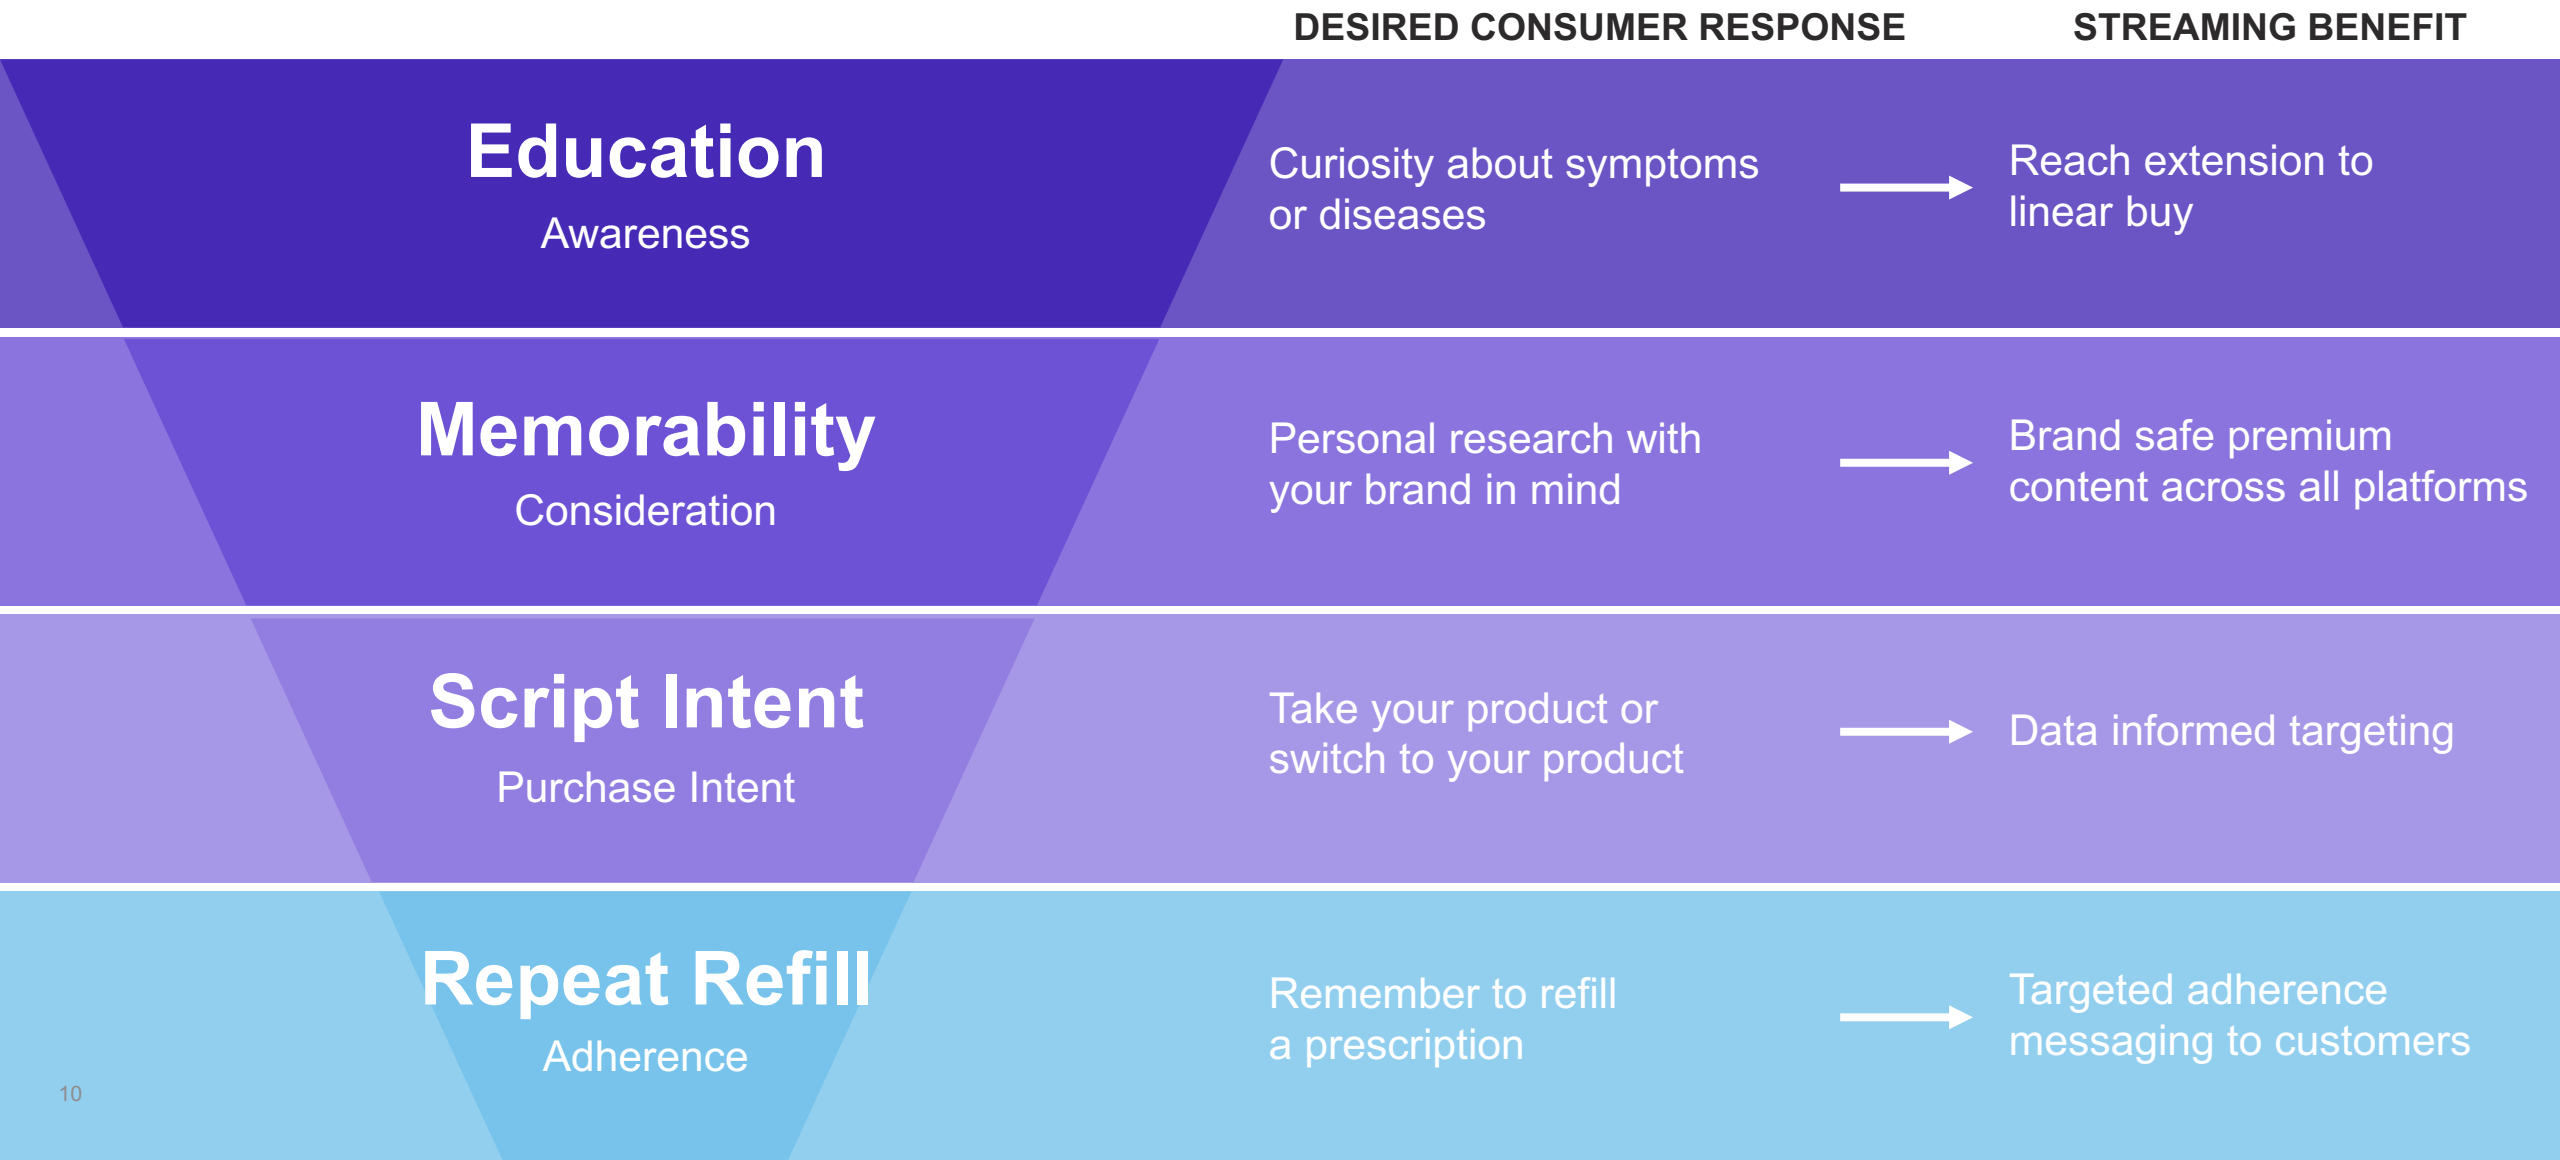 DESIRED CONSUMER RESPONSE
STREAMING BENEFIT
Education
Awareness
Curiosity about symptoms
or diseases
Reach extension to
linear buy
Memorability
Consideration
Personal research with
your brand in mind
Brand safe premium
content across all platforms
Script Intent
Purchase Intent
Take your product or
switch to your product
Data informed targeting
Repeat Refill
Adherence
Remember to refill
a prescription
Targeted adherence
messaging to customers
10